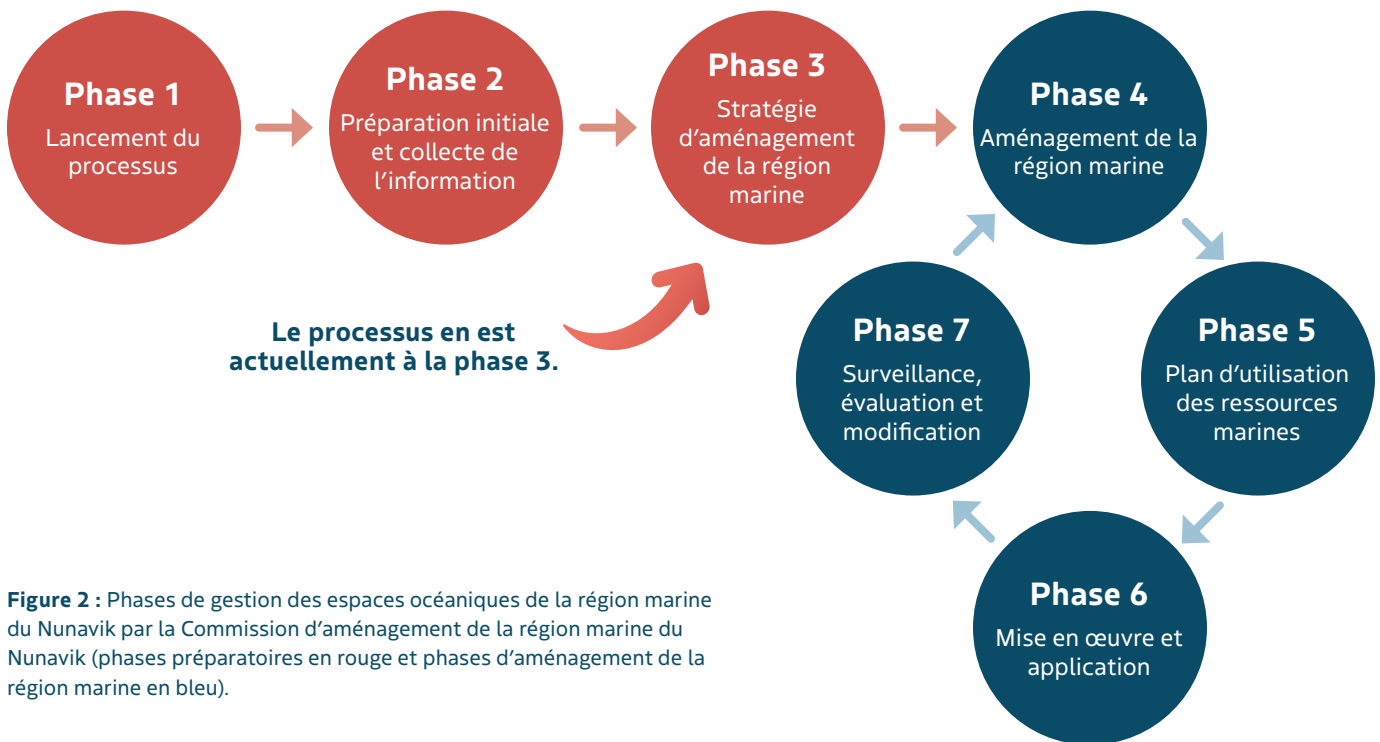 Phase 1
Lancement du
processus
Phase 2
Préparation initiale
et collecte de
l'information
Phase 3
Stratégie
d'aménagement
de la région
marine
Phase 4
Aménagement de la
région marine
Le processus en est
actuellement à la phase 3.
Phase 7
Surveillance,
évaluation et
modification
Phase 5
Plan d'utilisation
des ressources
marines
Phase 6
Mise en œuvre et
application
Figure 2 : Phases de gestion des espaces océaniques de la région marine
du Nunavik par la Commission d'aménagement de la région marine du
Nunavik (phases préparatoires en rouge et phases d'aménagement de la
région marine en bleu).